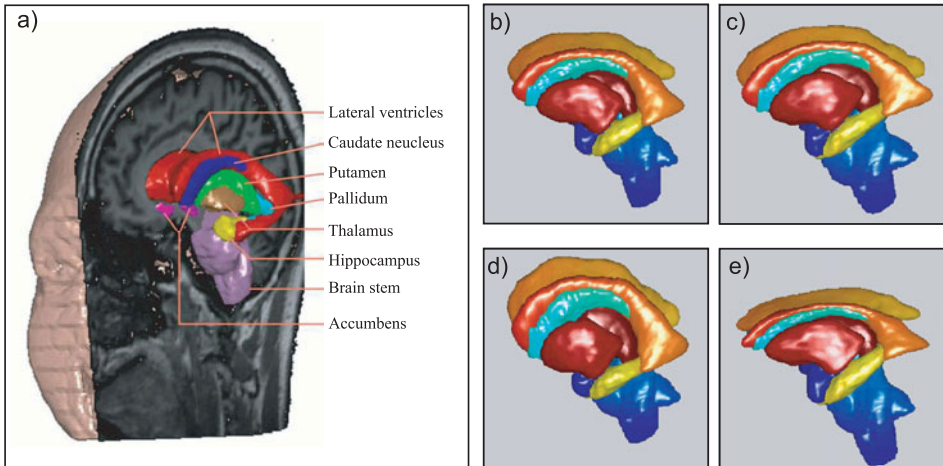 a)
Lateral ventricles
Caudate neucleus
Putamen
Pallidum
Thalamus
Hippocampus
Brain stem
Accumbens
b)
c)
d)
e)